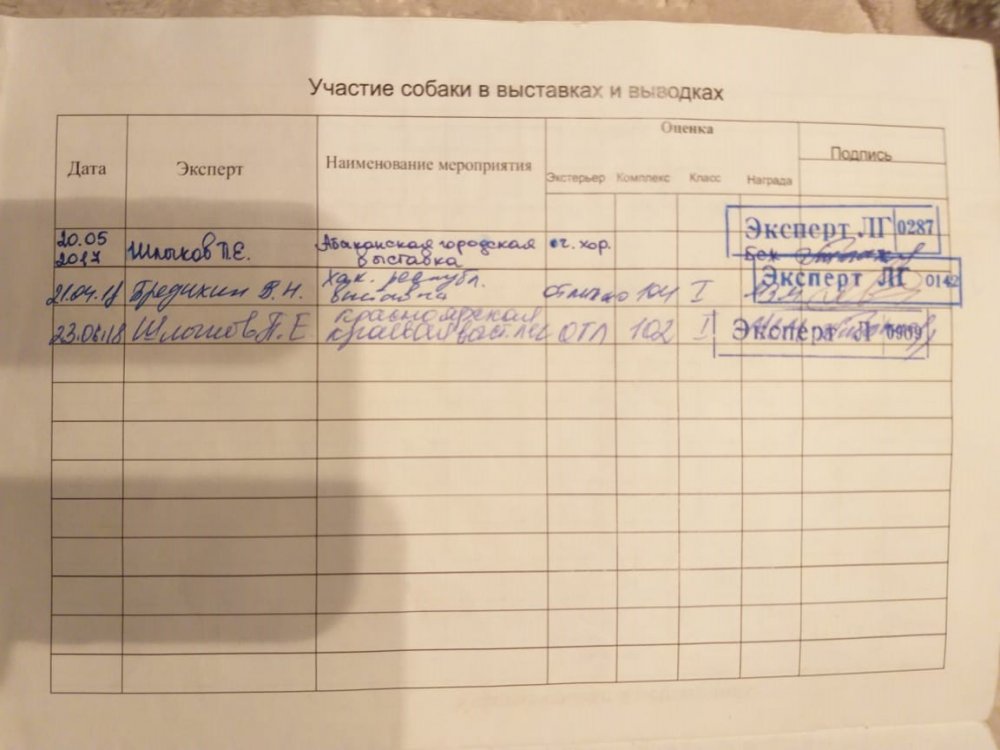 Участие собаки в выставках и выводках
Дата Эксперт Наименование мероприятия Оценка Подпись
Экстерьер Комплекс Класс Награда
20.05
2017 Шлыков П.Е. Абаканская городская
выставка оч. хор. Эксперт ЛГ 0287
21.04.18 Бредихин В.Н. Хак. республ.
выставка отлично 104 I Эксперт ЛГ 0142
23.06.18 Шлыков П.Е Красноярская
краевая ОТЛ 102 I Эксперт Л 0909